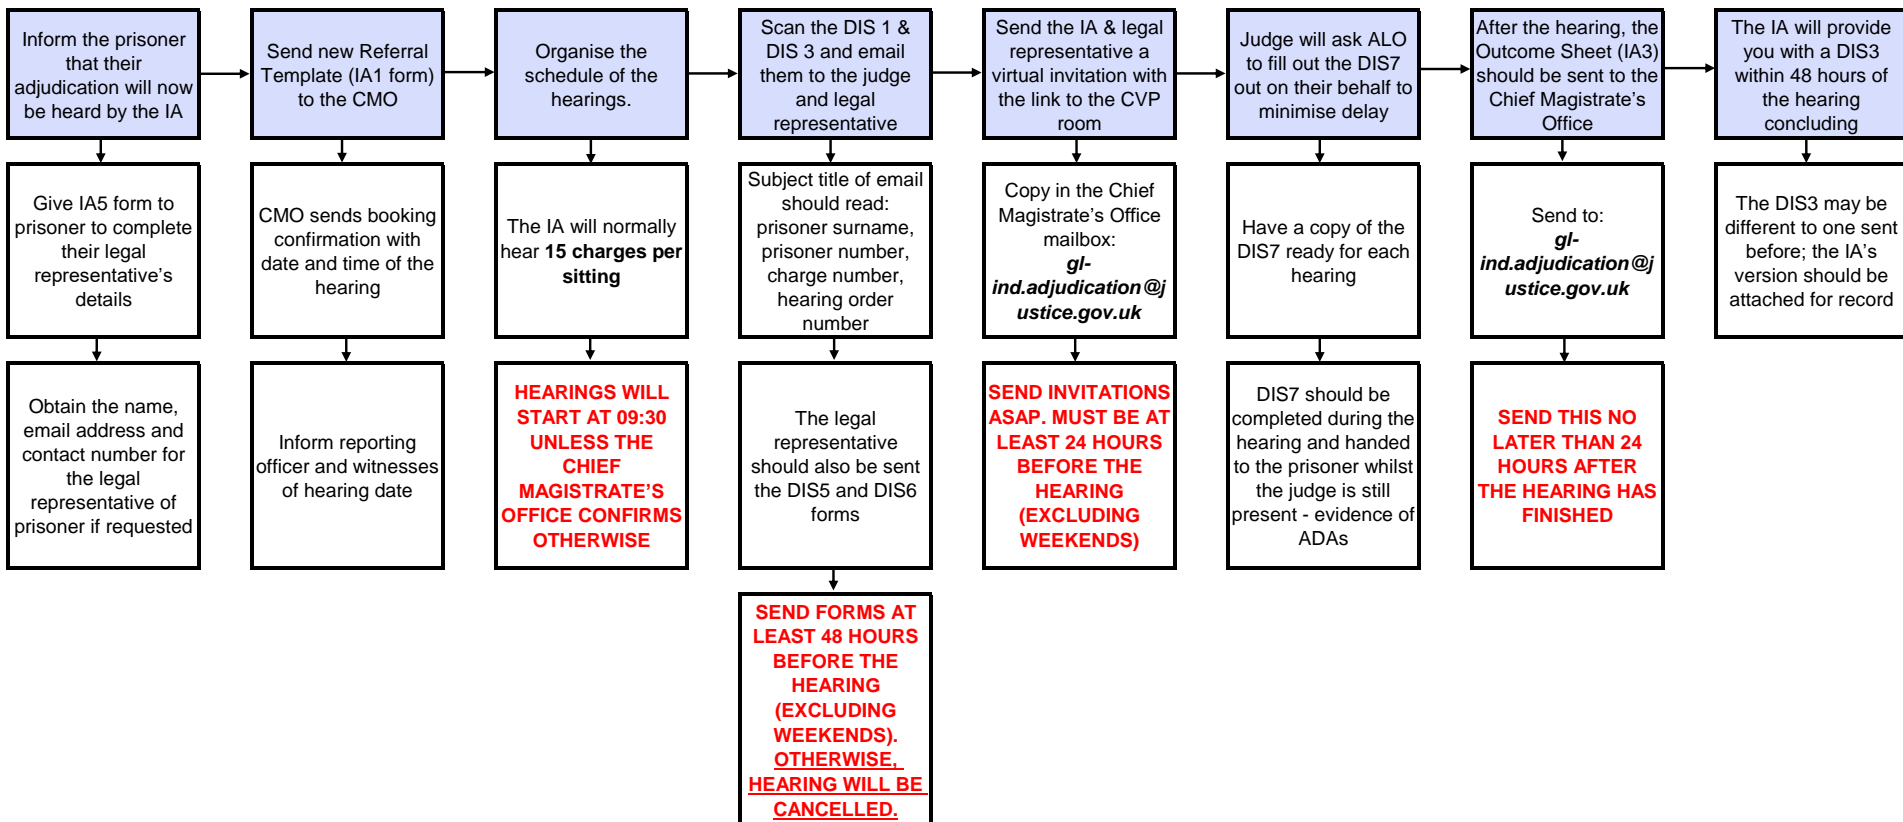 Inform the prisoner
that their
adjudication will now
be heard by the IA
Send new Referral
Template (IA1 form)
to the CMO
Organise the
schedule of the
hearings.
Scan the DIS 1 &
DIS 3 and email
them to the judge
and legal
representative
Send the IA & legal
representative a
virtual invitation with
the link to the CVP
room
Judge will ask ALO
to fill out the DIS7
out on their behalf to
minimise delay
After the hearing, the
Outcome Sheet (IA3)
should be sent to the
Chief Magistrate's
Office
The IA will provide
you with a DIS3
within 48 hours of
the hearing
concluding
Give IA5 form to
prisoner to complete
their legal
representative's
details
CMO sends booking
confirmation with
date and time of the
hearing
The IA will normally
hear 15 charges per
sitting
Subject title of email
should read:
prisoner surname,
prisoner number,
charge number,
hearing order
number
Copy in the Chief
Magistrate's Office
mailbox:
gl-
ind.adjudication@j
ustice.gov.uk
Have a copy of the
DIS7 ready for each
hearing
Send to:
gl-
ind.adjudication@j
ustice.gov.uk
The DIS3 may be
different to one sent
before; the IA's
version should be
attached for record
Obtain the name,
email address and
contact number for
the legal
representative of
prisoner if requested
Inform reporting
officer and witnesses
of hearing date
HEARINGS WILL
START AT 09:30
UNLESS THE
CHIEF
MAGISTRATE'S
OFFICE CONFIRMS
OTHERWISE
The legal
representative
should also be sent
the DIS5 and DIS6
forms
SEND INVITATIONS
ASAP. MUST BE AT
LEAST 24 HOURS
BEFORE THE
HEARING
(EXCLUDING
WEEKENDS)
DIS7 should be
completed during the
hearing and handed
to the prisoner whilst
the judge is still
present - evidence of
ADAs
SEND THIS NO
LATER THAN 24
HOURS AFTER
THE HEARING HAS
FINISHED
SEND FORMS AT
LEAST 48 HOURS
BEFORE THE
HEARING
(EXCLUDING
WEEKENDS).
OTHERWISE,
HEARING WILL BE
CANCELLED.